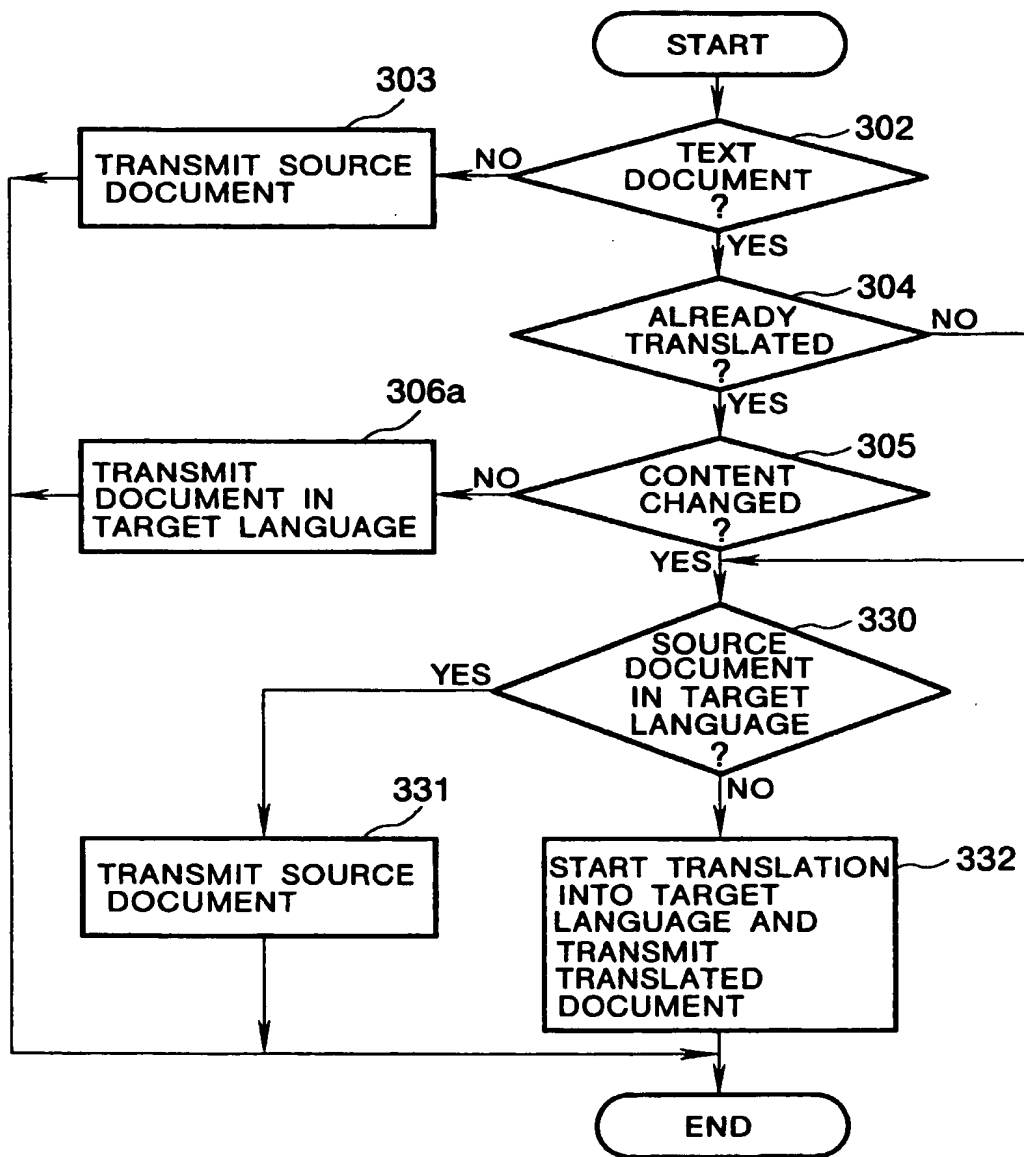 START
303
302
TRANSMIT SOURCE
DOCUMENT
NO
TEXT
DOCUMENT
?
YES
304
ALREADY
TRANSLATED
?
NO
YES
306a
305
TRANSMIT
DOCUMENT IN
TARGET LANGUAGE
NO
CONTENT
CHANGED
?
YES
330
SOURCE
DOCUMENT
IN TARGET
LANGUAGE
?
YES
NO
331
TRANSMIT SOURCE
DOCUMENT
332
START TRANSLATION
INTO TARGET
LANGUAGE AND
TRANSMIT
TRANSLATED
DOCUMENT
END